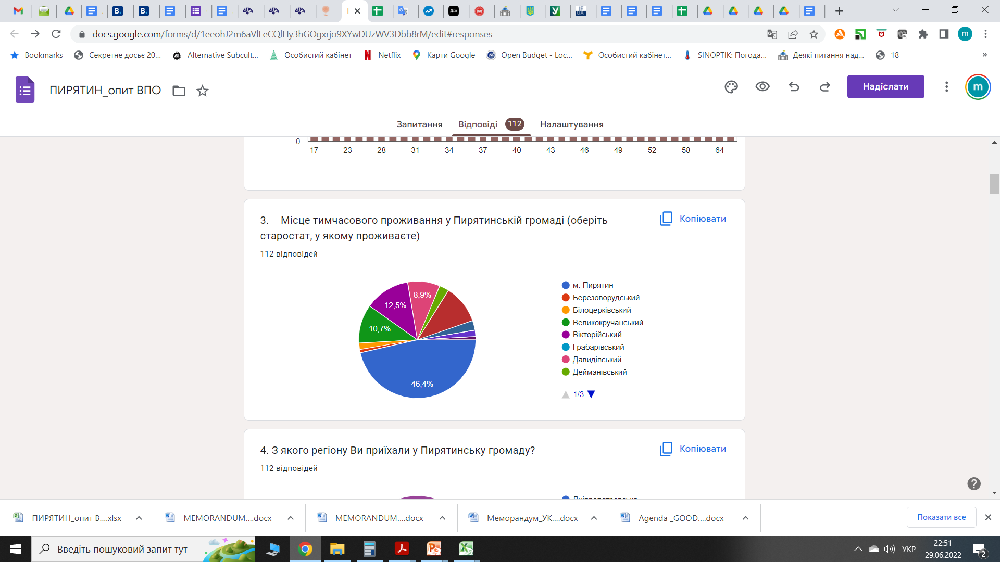 docs.google.com/forms/d/1eeohJ2m6aVlLeCQlHy3hGOgxrjo9XYwDUzWV3Dbb8rM/edit#responses
Bookmarks
Секретне досьє 20...
Alternative Subcult...
Особистий кабінет
Netflix
Карти Google
Open Budget - Loc...
Особистий кабінет...
SINOPTIK: Погода...
Деякі питання над...
18
»
ПИРЯТИН_опит ВПО
Надіслати
m
Запитання
Відповіді 112
Налаштування
0
17 23 28 31 34 37 40 43 46 49 52 58 64
3. Місце тимчасового проживання у Пирятинській громаді (оберіть
старостат, у якому проживаєте)
Копіювати
112 відповідей
8,9%
12,5%
10,7%
46,4%
м. Пирятин
Березоворудський
Білоцерківський
Великокручанський
Вікторійський
Грабарівський
Давидівський
Дейманівський
1/3
4. З якого регіону Ви приїхали у Пирятинську громаду?
Копіювати
112 відповідей
ПИРЯТИН_опит В....xlsx
MEMORANDUM....docx
MEMORANDUM....docx
Меморандум_УК....docx
Agenda _GOOD....docx
Показати все
Введіть пошуковий запит тут
УКР
22:51
29.06.2022
2